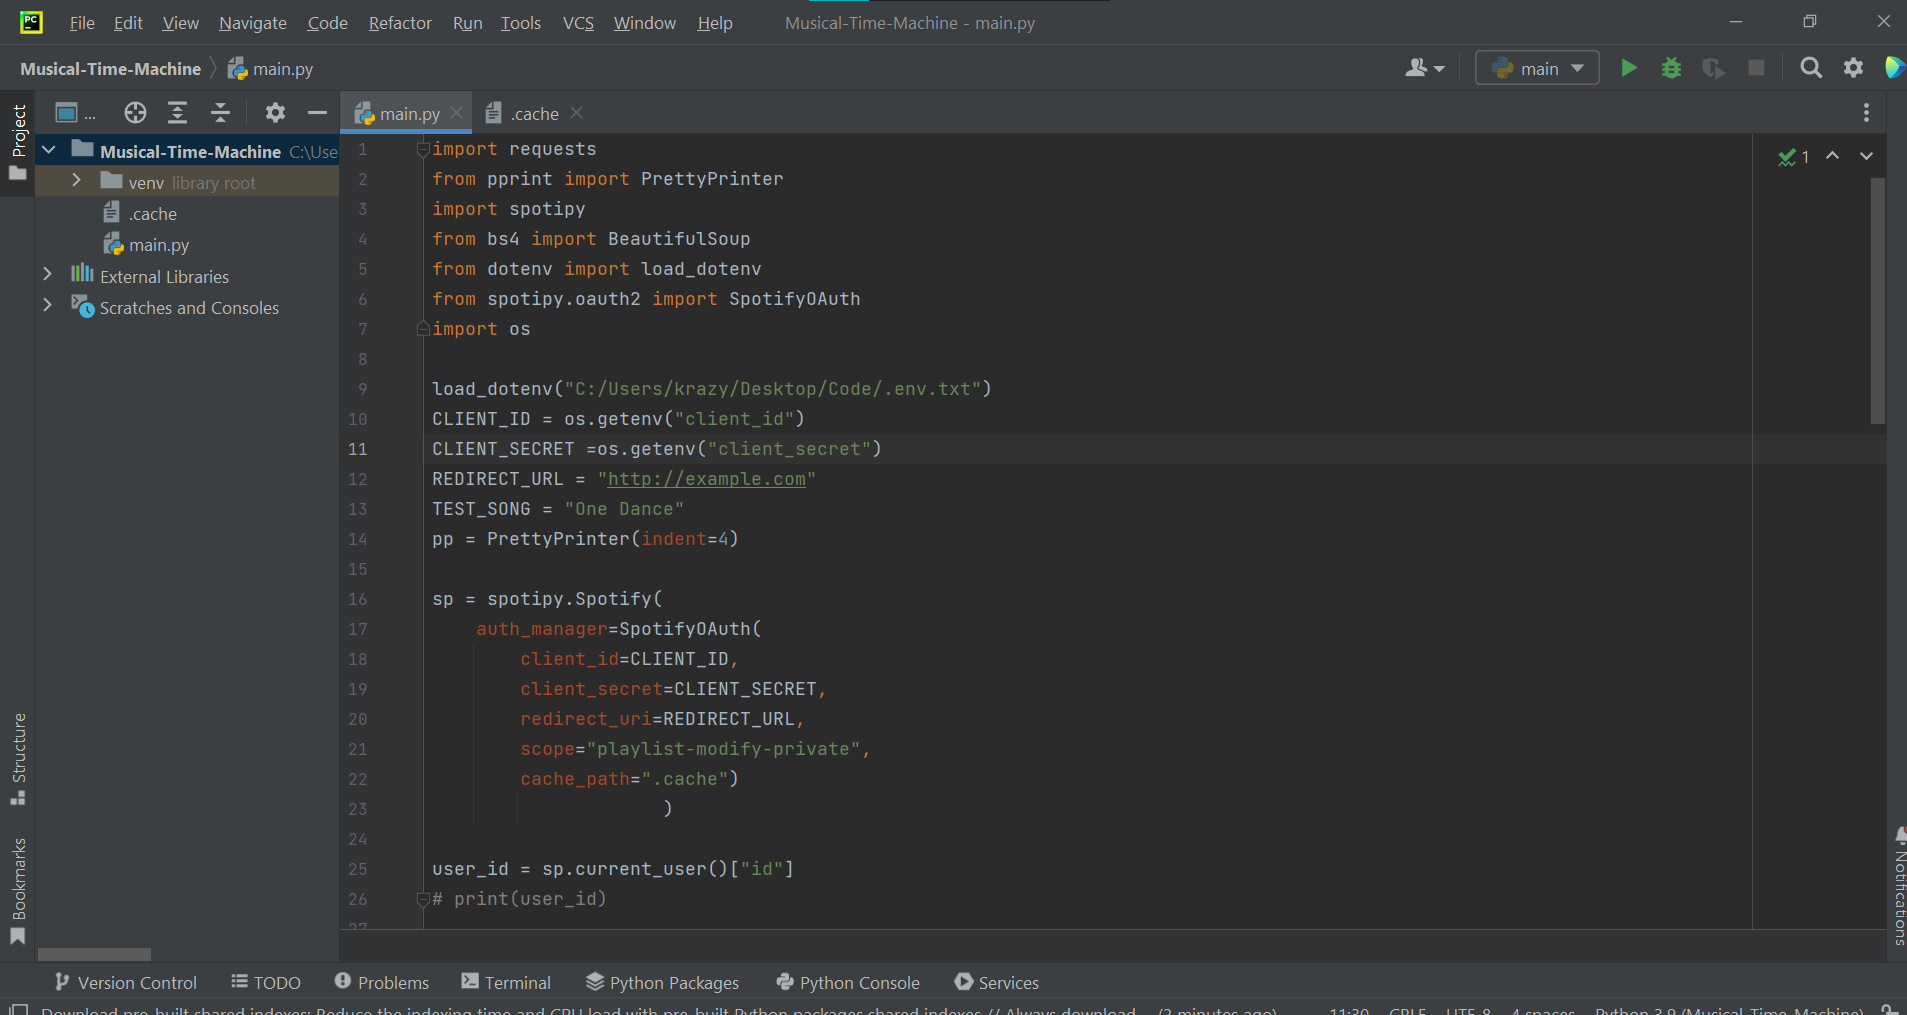 File Edit View Navigate Code Refactor Run Tools VCS Window Help Musical-Time-Machine - main.py
Musical-Time-Machine main.py main
Project
... main.py .cache
Musical-Time-Machine C:\Use
venv library root
.cache
main.py
External Libraries
Scratches and Consoles
Structure
Bookmarks
1 import requests
2 from pprint import PrettyPrinter
3 import spotipy
4 from bs4 import BeautifulSoup
5 from dotenv import load_dotenv
6 from spotipy.oauth2 import SpotifyOAuth
7 import os
8
9 load_dotenv("C:/Users/krazy/Desktop/Code/.env.txt")
10 CLIENT_ID = os.getenv("client_id")
11 CLIENT_SECRET =os.getenv("client_secret")
12 REDIRECT_URL = "http://example.com"
13 TEST_SONG = "One Dance"
14 pp = PrettyPrinter(indent=4)
15
16 sp = spotipy.Spotify(
17 auth_manager=SpotifyOAuth(
18 client_id=CLIENT_ID,
19 client_secret=CLIENT_SECRET,
20 redirect_uri=REDIRECT_URL,
21 scope="playlist-modify-private",
22 cache_path=".cache")
23 )
24
25 user_id = sp.current_user()["id"]
26 # print(user_id)
27
1
Notifications
Version Control TODO Problems Terminal Python Packages Python Console Services
Download pre-built shared indexes: Reduce the indexing time and CPU load with pre-built Python packages shared indexes // Always download ... (2 minutes ago) 11:30 CRLF UTF-8 4 spaces Python 3.9 (Musical-Time-Machine)